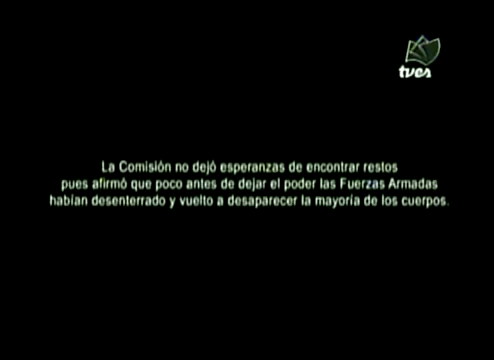 tves
La Comisión no dejó esperanzas de encontrar restos
pues afirmó que poco antes de dejar el poder las Fuerzas Armadas
habían desenterrado y vuelto a desaparecer la mayoría de los cuerpos.